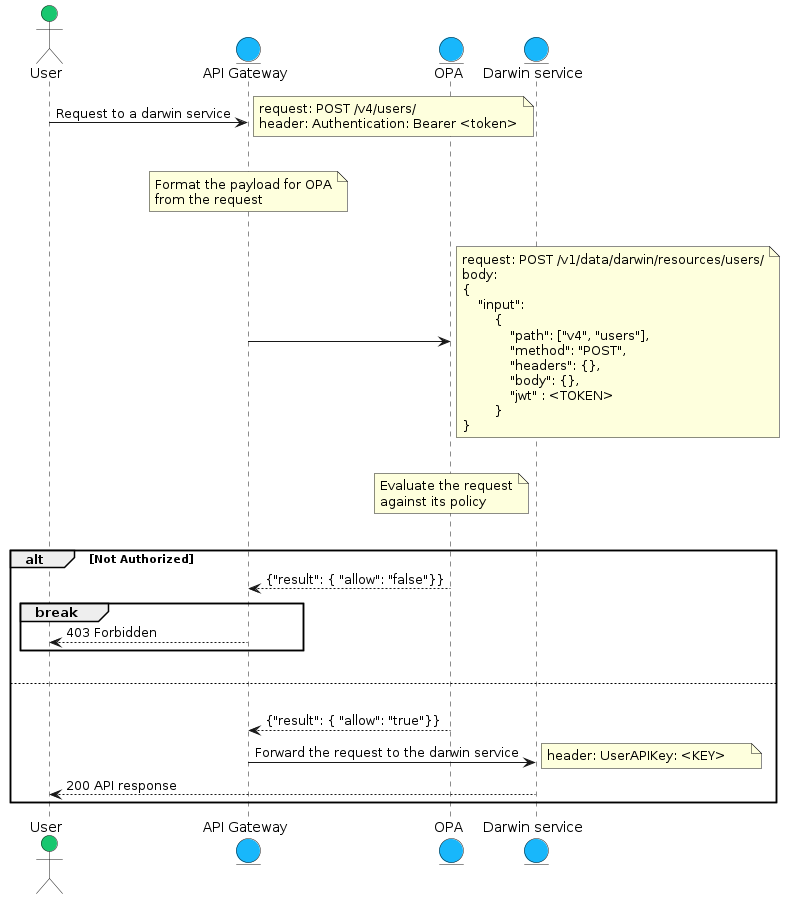 User
API Gateway
OPA
Darwin service
Request to a darwin service
request: POST /v4/users/
header: Authentication: Bearer <token>
Format the payload for OPA
from the request
request: POST /v1/data/darwin/resources/users/
body:
{
"input":
{
"path": ["v4", "users"],
"method": "POST",
"headers": {},
"body": {},
"jwt" : <TOKEN>
}
}
Evaluate the request
against its policy
alt [Not Authorized]
{"result": { "allow": "false"}}
break
403 Forbidden
{"result": { "allow": "true"}}
Forward the request to the darwin service
header: UserAPIKey: <KEY>
200 API response
User
API Gateway
OPA
Darwin service